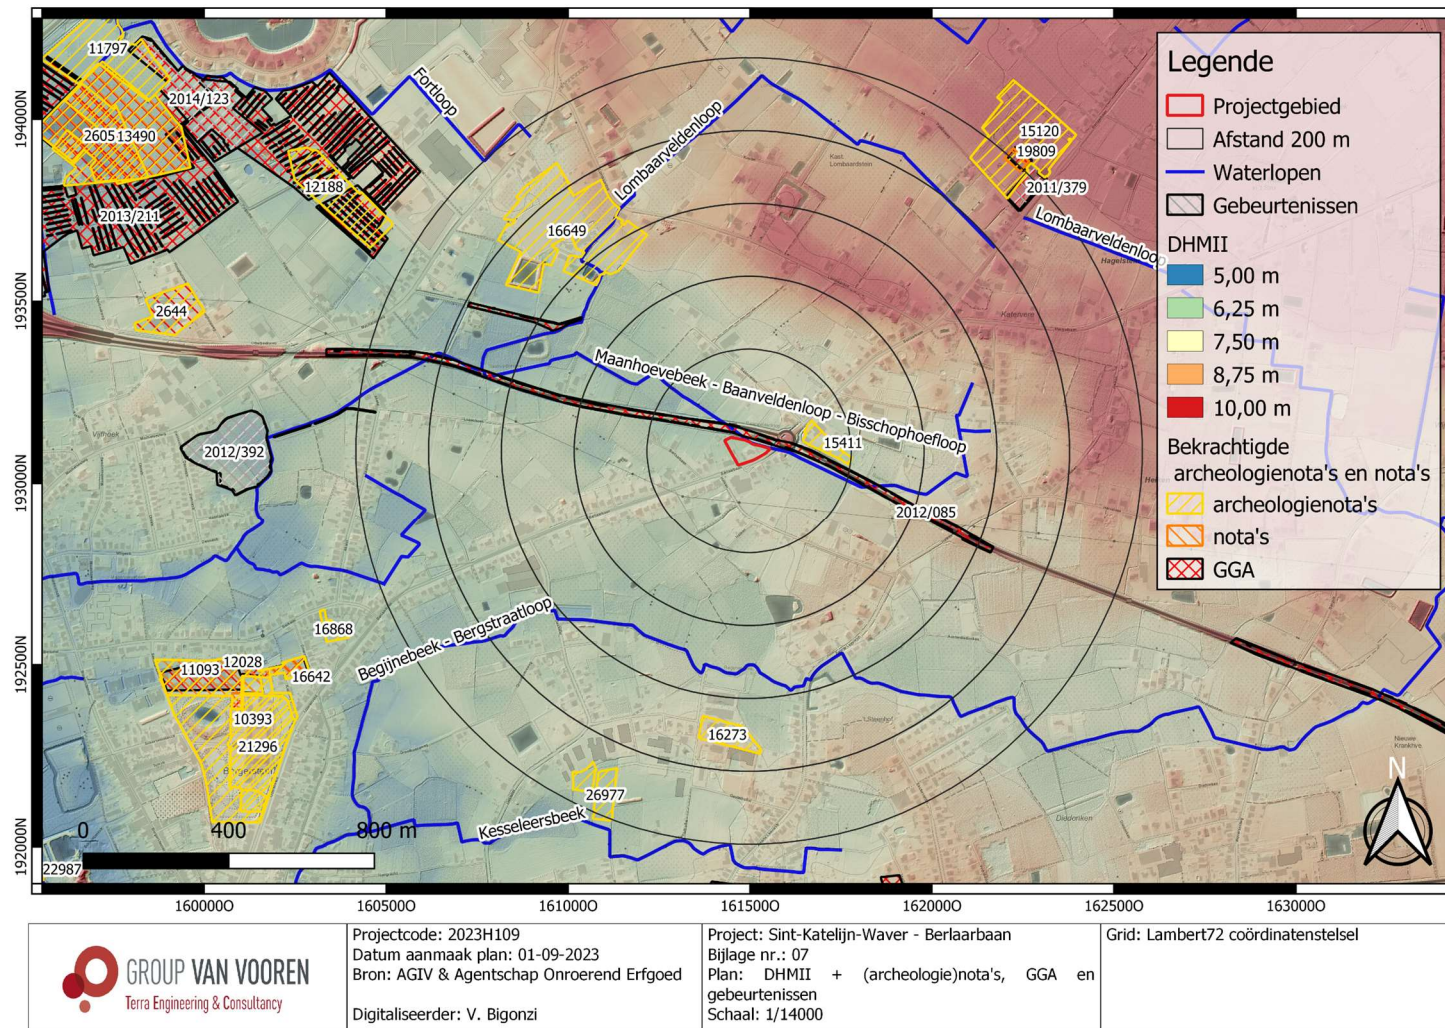 194000N
193500N
193000N
192500N
192000N
11797
2014/123
2605
13490
12188
2013/211
2644
Fortloop
Lombaarveldenloop
16649
Kast.
Lombaardsteen
15120
19809
2011/379
Lombaarveldenloop
Maanhoevebeek - Baanveldenloop - Bisschophoefloop
15411
2012/392
2012/085
16868
Begijnebeek - Bergstraatloop
12028
11093
16642
10393
21296
16273
26977
Kesseleersbeek
Nieuwe
22987
0 400 800 m
N
Legende
Projectgebied
Afstand 200 m
Waterlopen
Gebeurtenissen
DHMII
5,00 m
6,25 m
7,50 m
8,75 m
10,00 m
Bekrachtigde
archeologienota's en nota's
archeologienota's
nota's
GGA
160000O 160500O 161000O 161500O 162000O 162500O 163000O
GROUP VAN VOOREN
Terra Engineering & Consultancy
Projectcode: 2023H109
Datum aanmaak plan: 01-09-2023
Bron: AGIV & Agentschap Onroerend Erfgoed
Digitaliseerder: V. Bigonzi
Project: Sint-Katelijn-Waver - Berlaarbaan
Bijlage nr.: 07
Plan: DHMII + (archeologie)nota's, GGA en
gebeurtenissen
Schaal: 1/14000
Grid: Lambert72 coördinatenstelsel